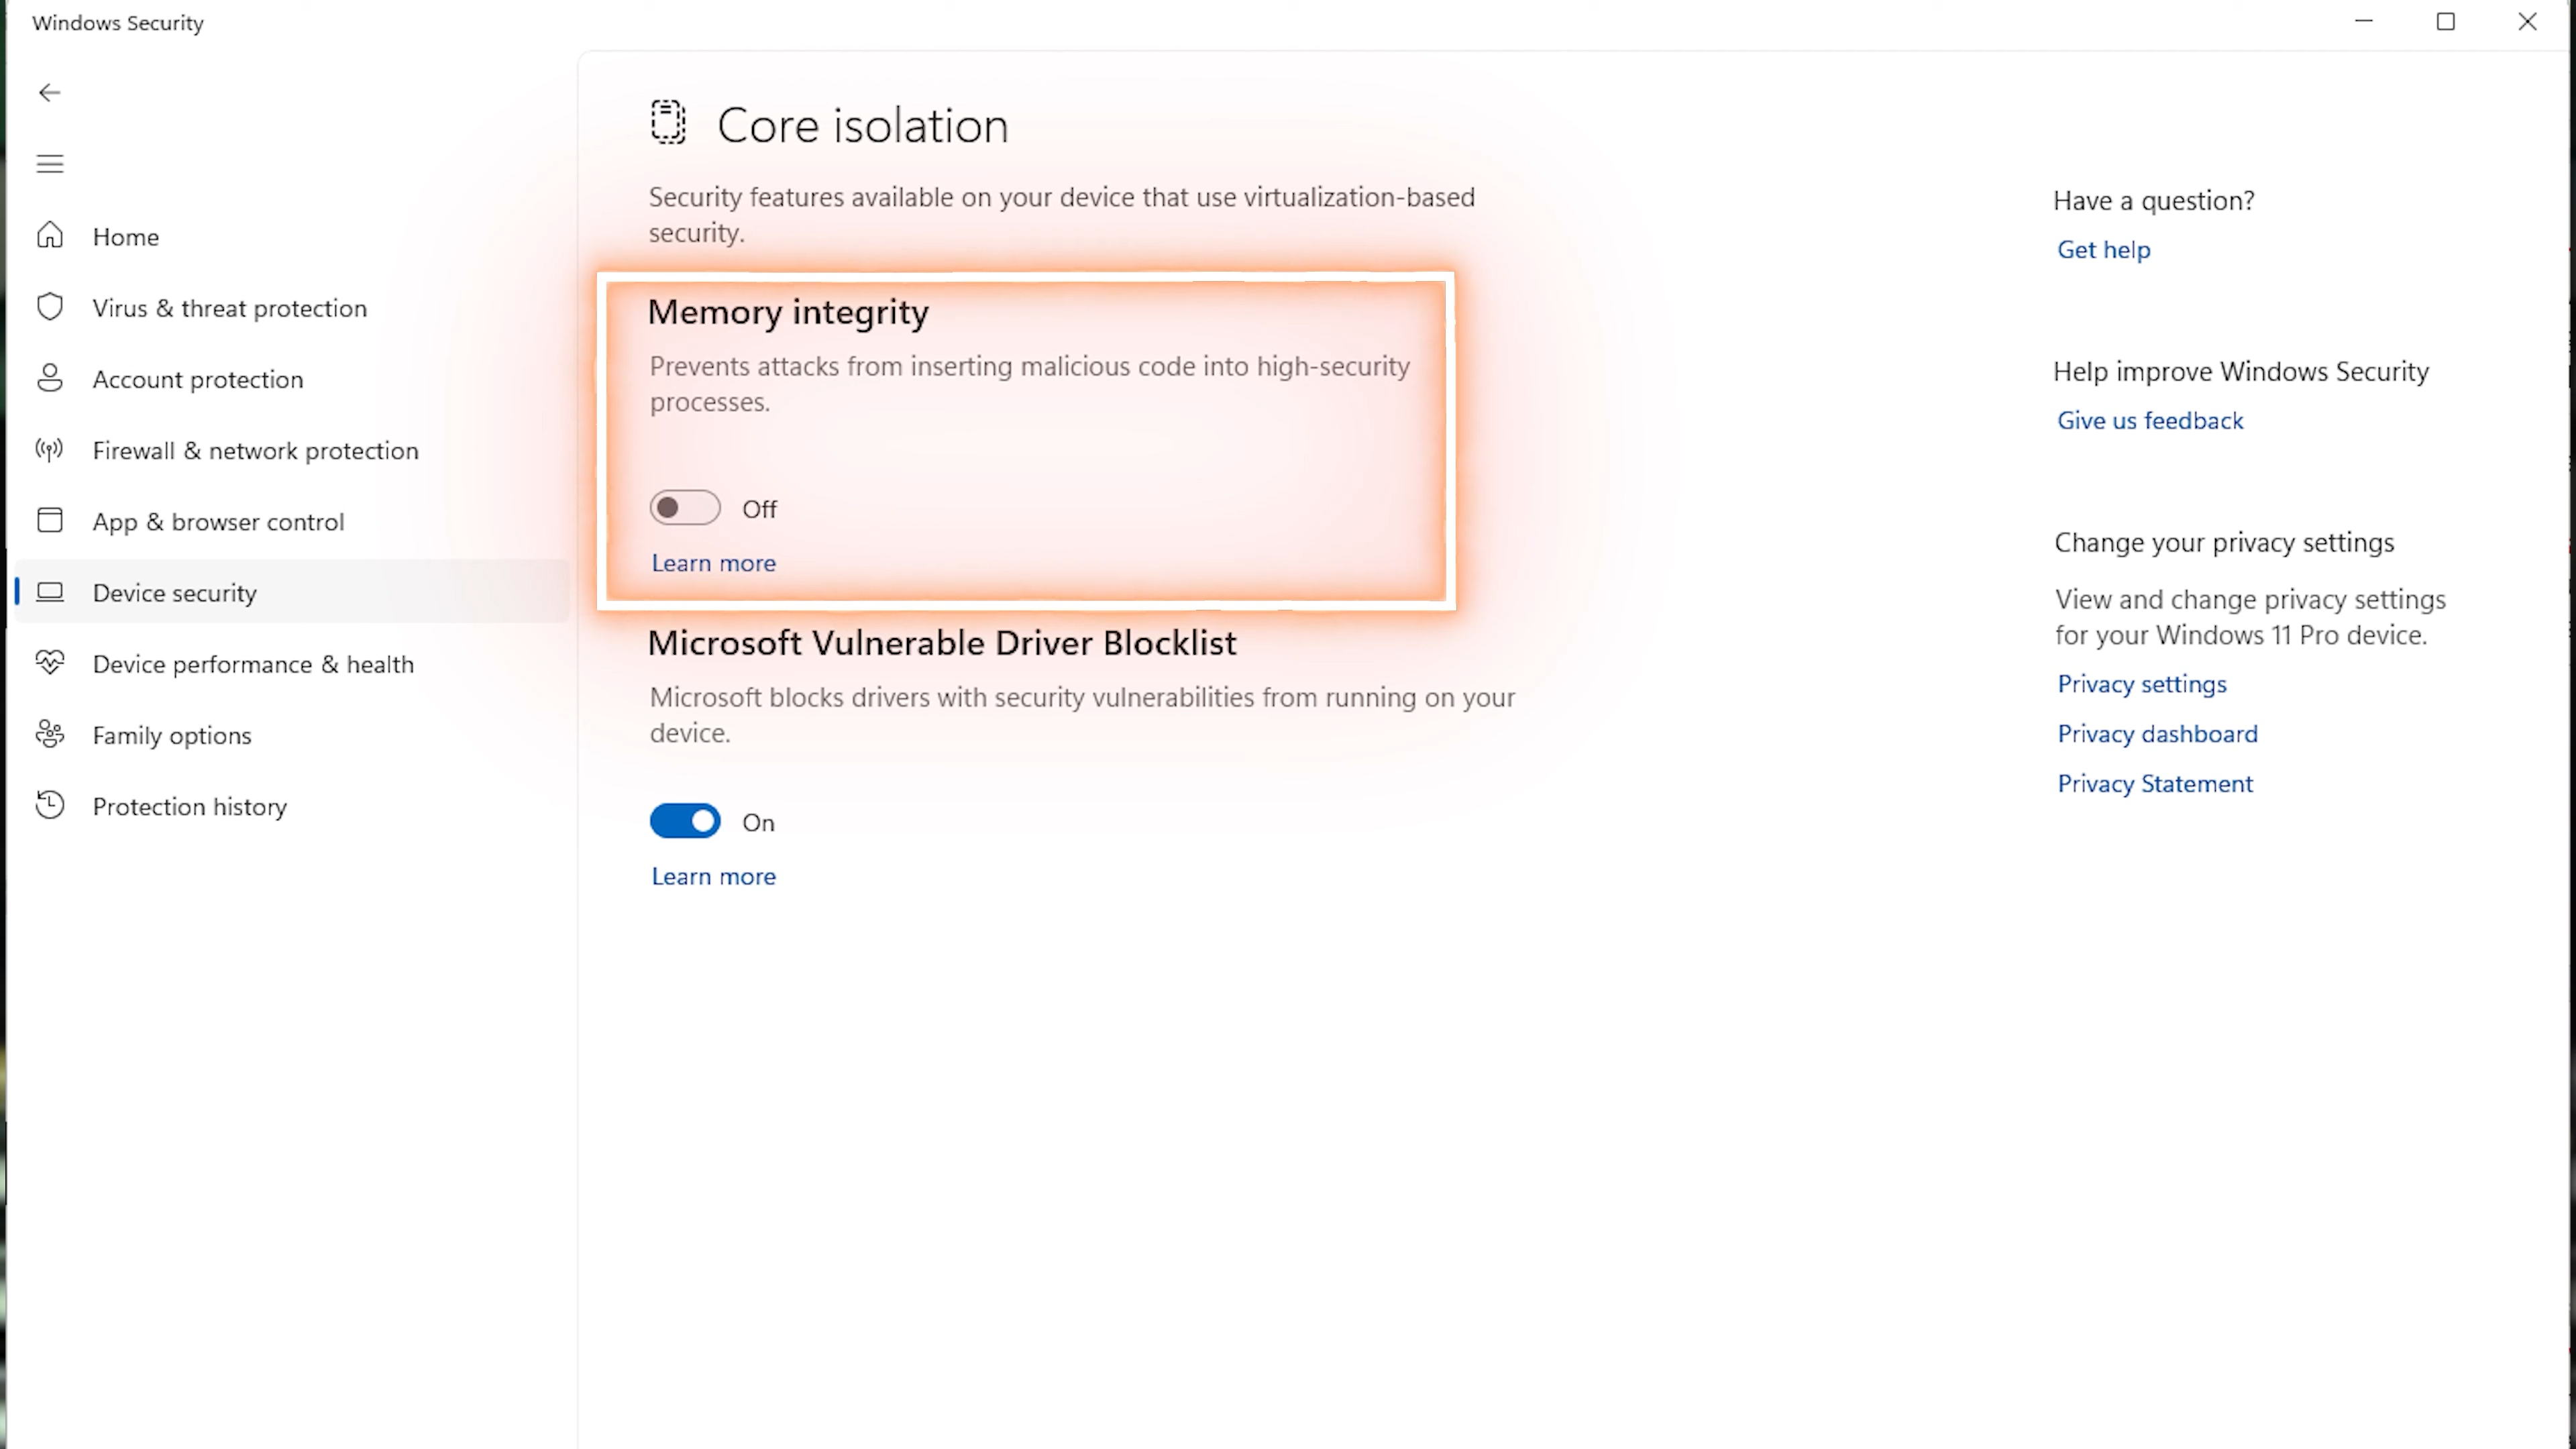 Windows Security
Home
Virus & threat protection
Account protection
Firewall & network protection
App & browser control
Device security
Device performance & health
Family options
Protection history
Core isolation
Security features available on your device that use virtualization-based
security.
Memory integrity
Prevents attacks from inserting malicious code into high-security
processes.
Off
Learn more
Microsoft Vulnerable Driver Blocklist
Microsoft blocks drivers with security vulnerabilities from running on your
device.
On
Learn more
Have a question?
Get help
Help improve Windows Security
Give us feedback
Change your privacy settings
View and change privacy settings
for your Windows 11 Pro device.
Privacy settings
Privacy dashboard
Privacy Statement